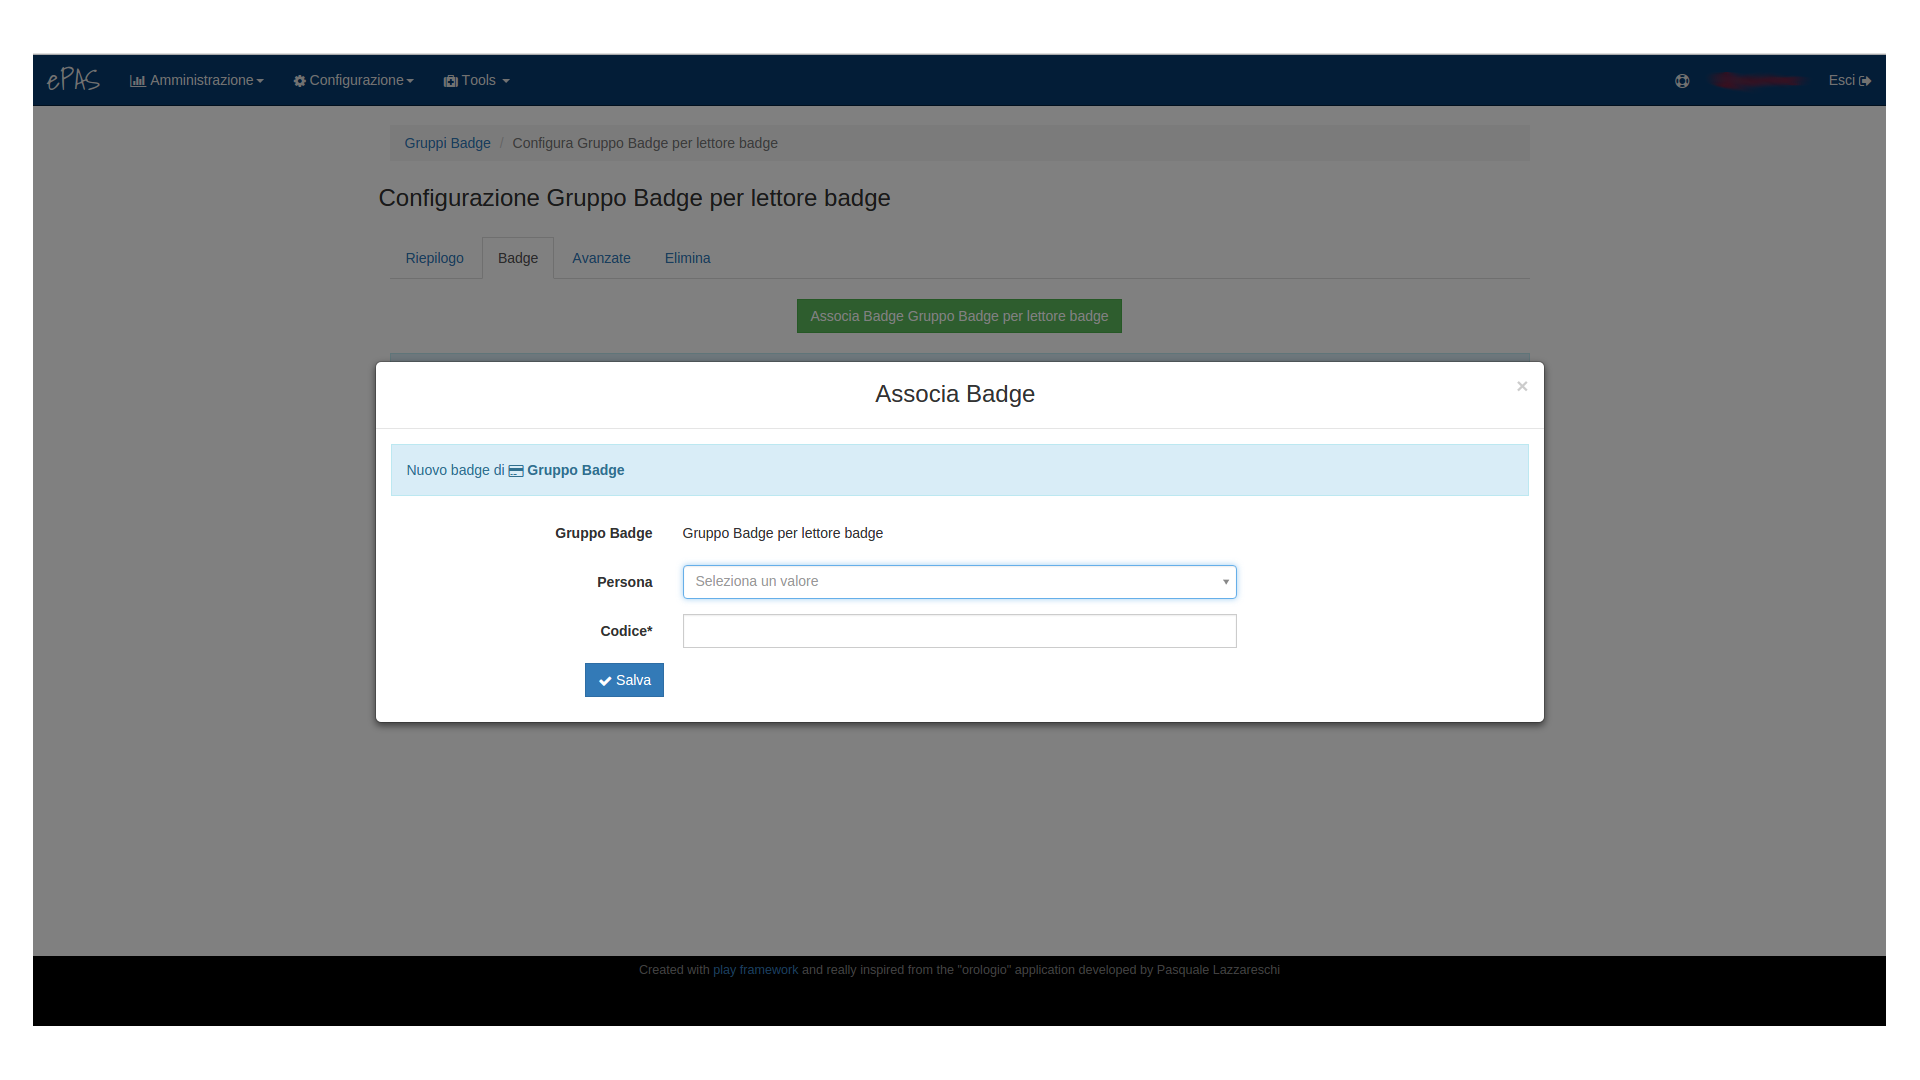 ePAS Amministrazione Configurazione Tools Esci
Gruppi Badge / Configura Gruppo Badge per lettore badge
Configurazione Gruppo Badge per lettore badge
Riepilogo Badge Avanzate Elimina
Associa Badge Gruppo Badge per lettore badge
Associa Badge ×
Nuovo badge di Gruppo Badge
Gruppo Badge Gruppo Badge per lettore badge
Persona Seleziona un valore
Codice*
Salva
Created with play framework and really inspired from the "orologio" application developed by Pasquale Lazzareschi